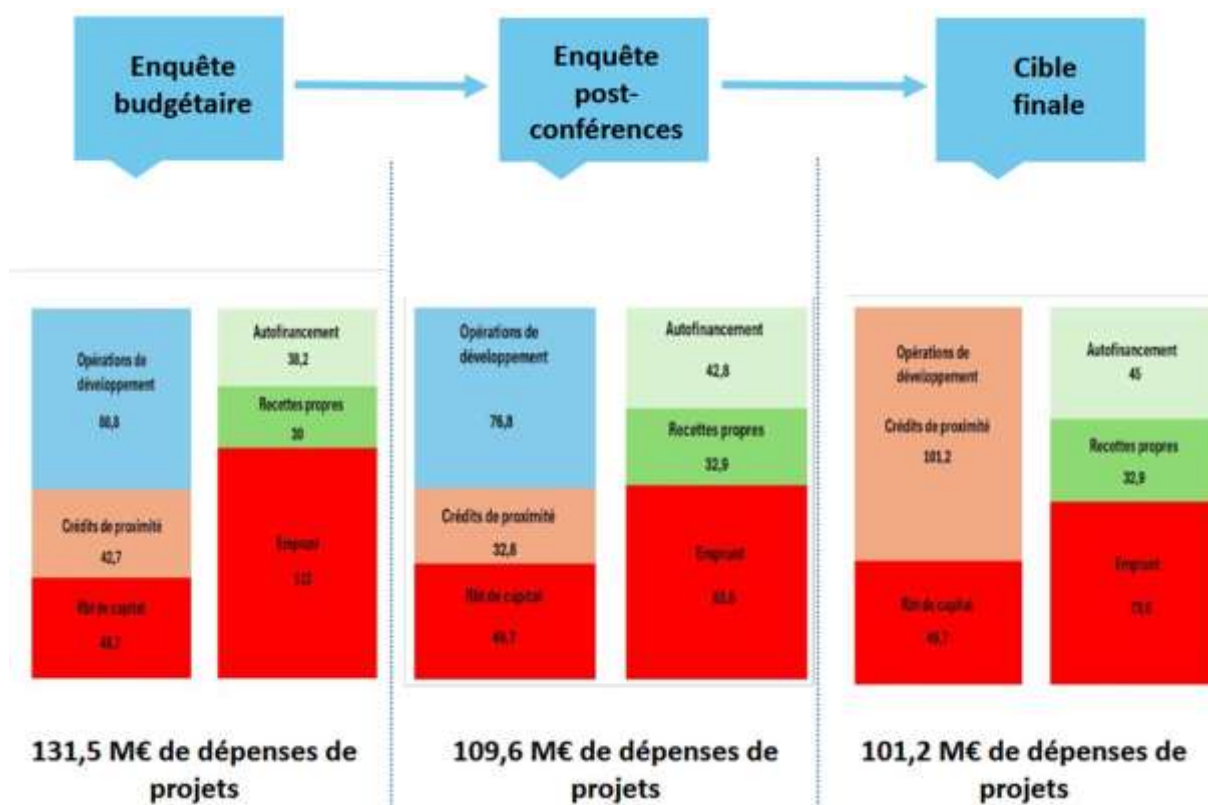 Enquête
budgétaire
Enquête
post-
conférences
Cible
finale
Opérations de
développement
Crédits de proximité
42,7
Rbt de capital
Autofinancement
38,2
Recettes propres
30
Emprunt
Opérations de
développement
76,8
Crédits de proximité
32,8
Rbt de capital
Autofinancement
42,8
Recettes propres
32,9
Emprunt
Opérations de
développement
Crédits de proximité
101,2
Rbt de capital
Autofinancement
45
Recettes propres
32,9
Emprunt
131,5 M€ de dépenses de
projets
109,6 M€ de dépenses de
projets
101,2 M€ de dépenses de
projets